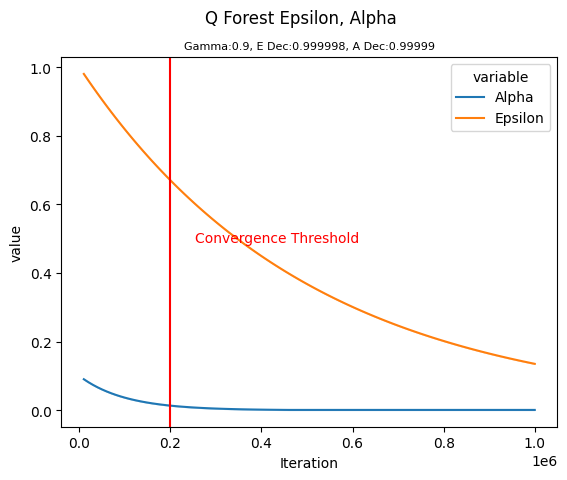 Q Forest Epsilon, Alpha
Gamma:0.9, E Dec:0.999998, A Dec:0.99999
variable
Alpha
Epsilon
Convergence Threshold
value
1.0
0.8
0.6
0.4
0.2
0.0
0.0 0.2 0.4 0.6 0.8 1.0
1e6
Iteration